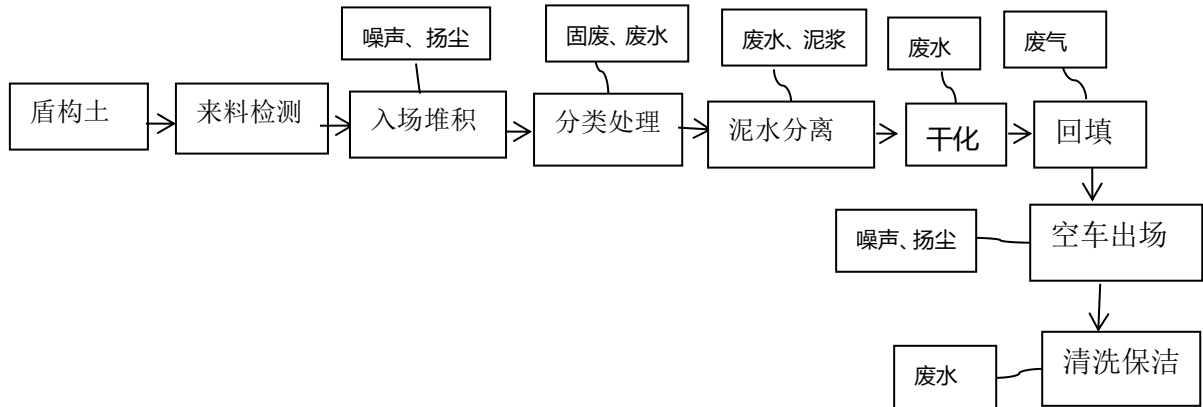 噪声、扬尘
固废、废水
废水、泥浆
废水
废气
盾构土
来料检测
入场堆积
分类处理
泥水分离
干化
回填
噪声、扬尘
空车出场
废水
清洗保洁